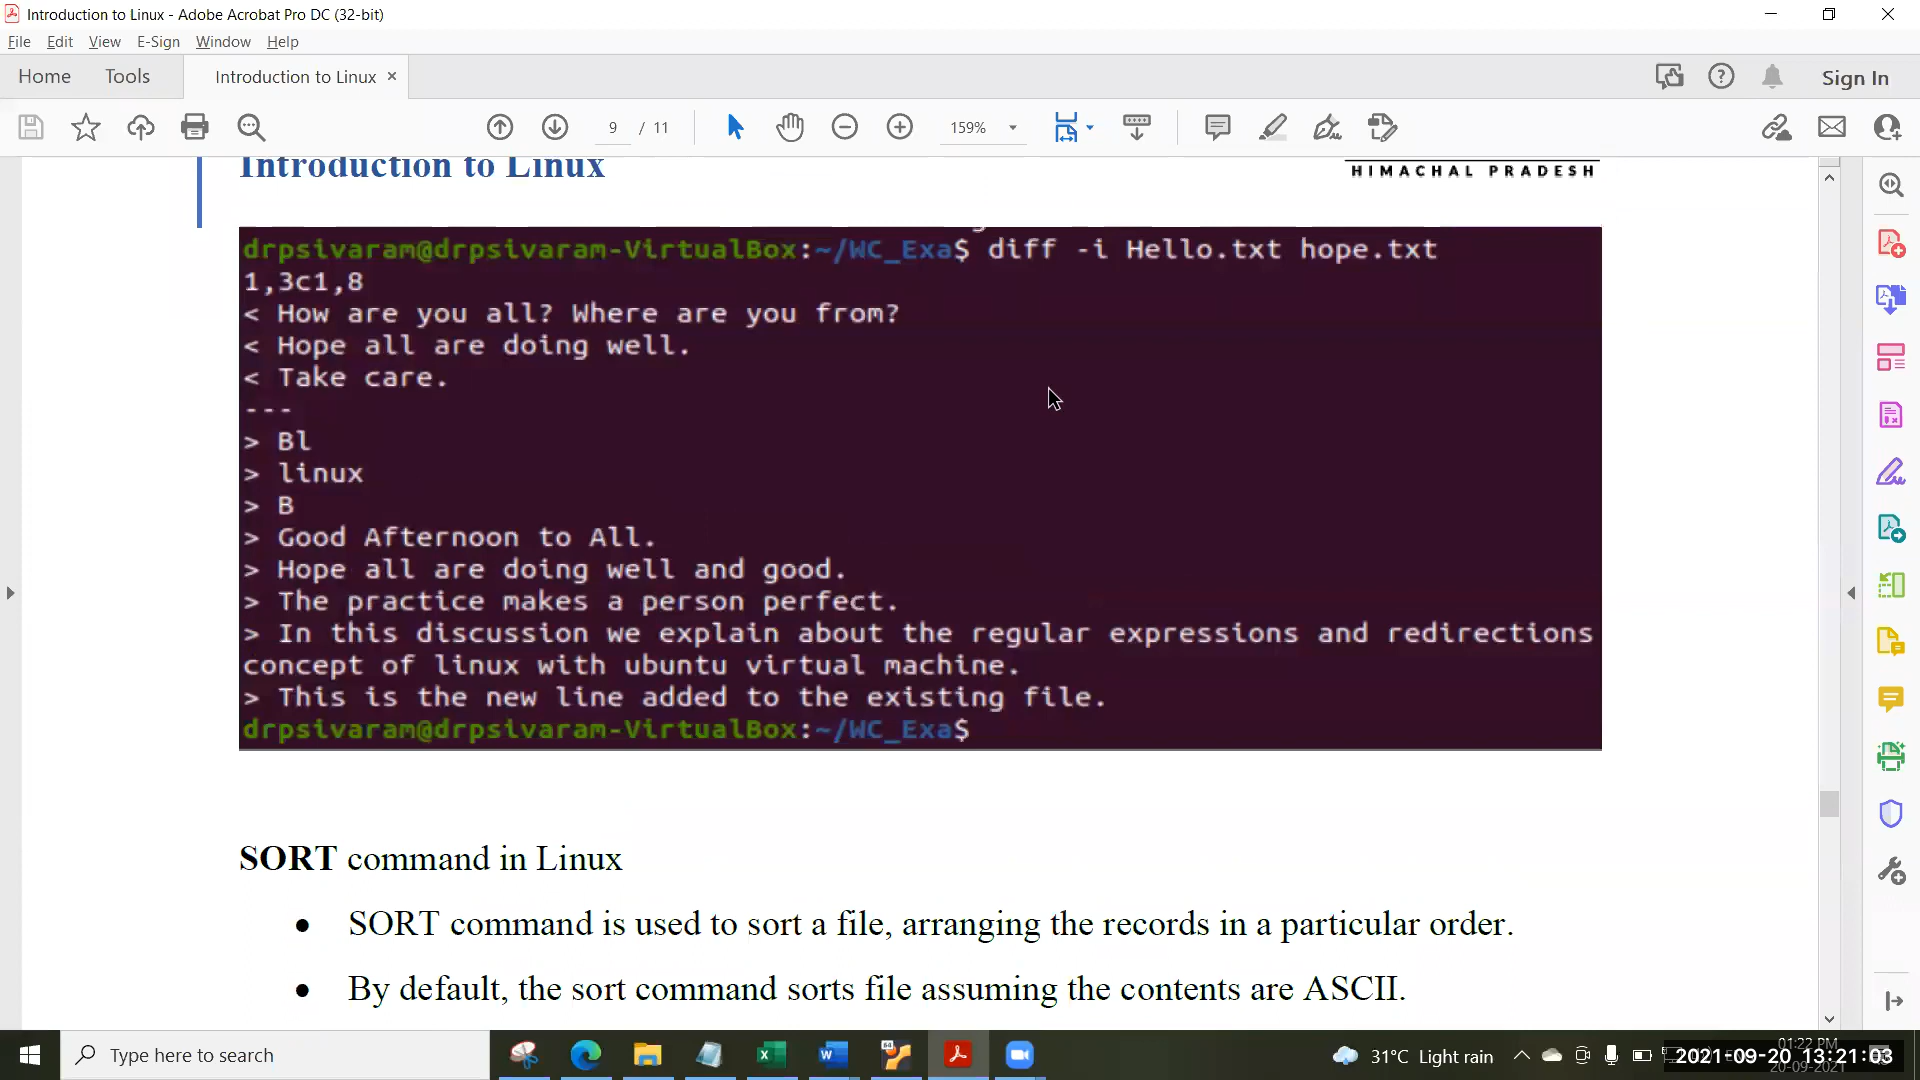 Introduction to Linux - Adobe Acrobat Pro DC (32-bit)
File Edit View E-Sign Window Help
Home Tools Introduction to Linux × Sign In
9 / 11 159%
Introduction to Linux
HIMACHAL PRADESH
drpsivaram@drpsivaram-VirtualBox:~/WC_Exa$ diff -i Hello.txt hope.txt
1,3c1,8
< How are you all? Where are you from?
< Hope all are doing well.
< Take care.
---
> Bl
> linux
> B
> Good Afternoon to All.
> Hope all are doing well and good.
> The practice makes a person perfect.
> In this discussion we explain about the regular expressions and redirections
concept of linux with ubuntu virtual machine.
> This is the new line added to the existing file.
drpsivaram@drpsivaram-VirtualBox:~/WC_Exa$
SORT command in Linux
• SORT command is used to sort a file, arranging the records in a particular order.
• By default, the sort command sorts file assuming the contents are ASCII.
Type here to search
31°C Light rain
01:22 PM
2021-09-20 13:21:03
20-09-2021